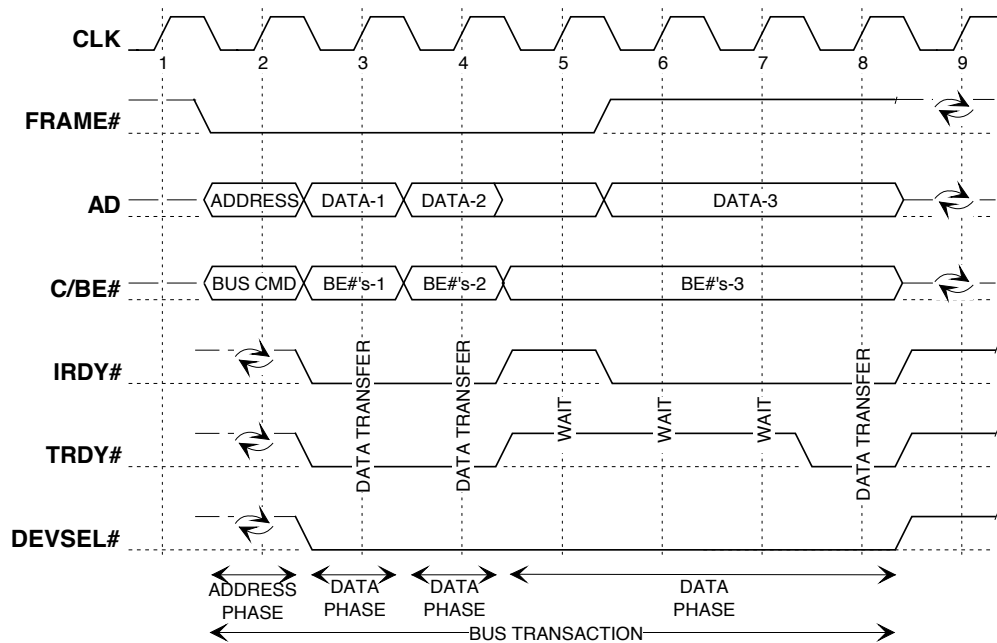 CLK
1 2 3 4 5 6 7 8 9
FRAME#
AD
ADDRESS DATA-1 DATA-2 DATA-3
C/BE#
BUS CMD BE#'s-1 BE#'s-2 BE#'s-3
IRDY#
DATA TRANSFER
DATA TRANSFER
WAIT
WAIT
WAIT
DATA TRANSFER
TRDY#
DEVSEL#
ADDRESS
PHASE
DATA
PHASE
DATA
PHASE
DATA
PHASE
BUS TRANSACTION